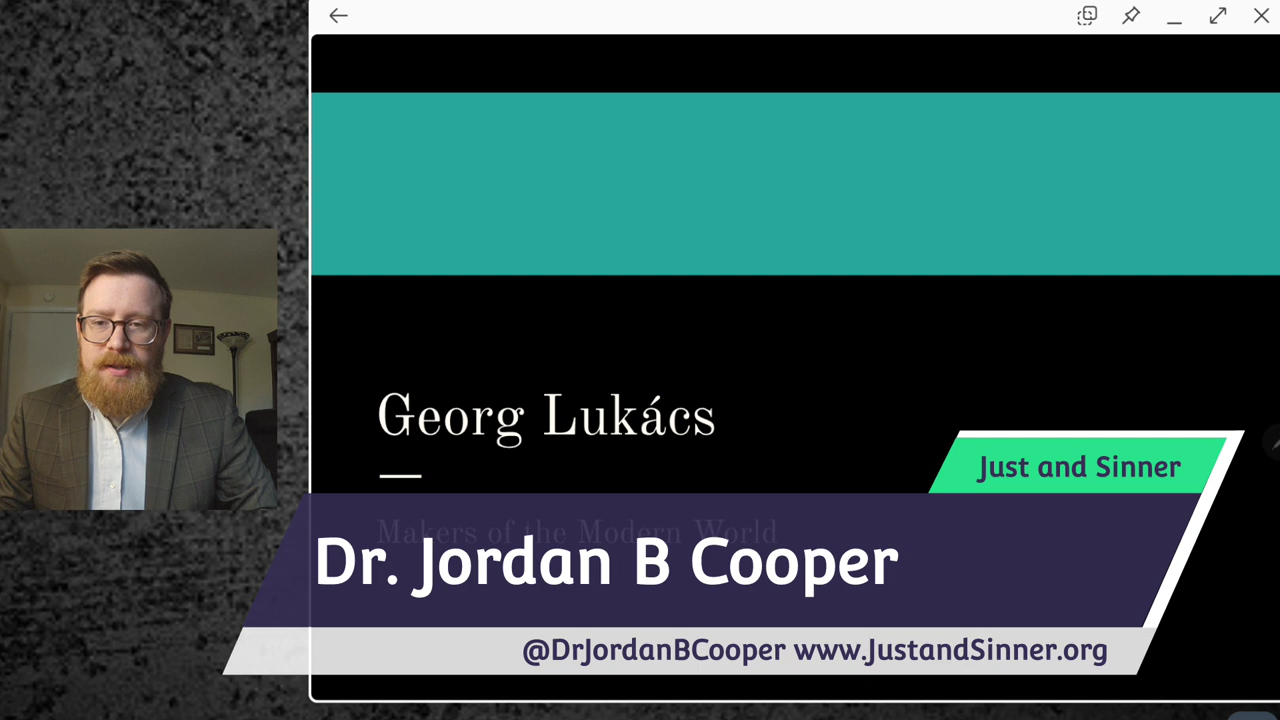 Georg Lukács
Just and Sinner
Makers of the Modern World
Dr. Jordan B Cooper
@DrJordanBCooper www.JustandSinner.org